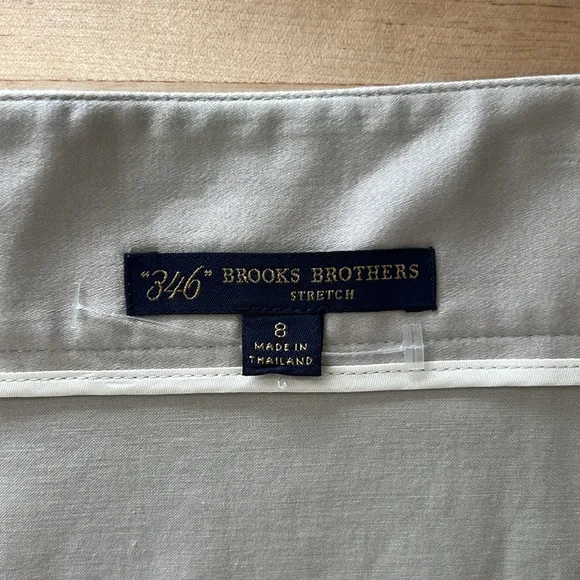 "346" BROOKS BROTHERS
STRETCH
8
MADE IN
THAILAND